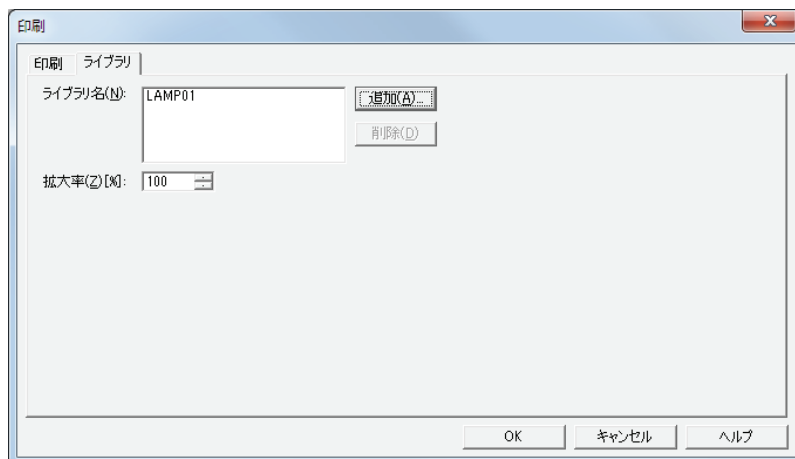 印刷
印刷 ライブラリ
ライブラリ名(N): LAMP01 追加(A)...
削除(D)
拡大率(Z)[%]: 100
OK キャンセル ヘルプ